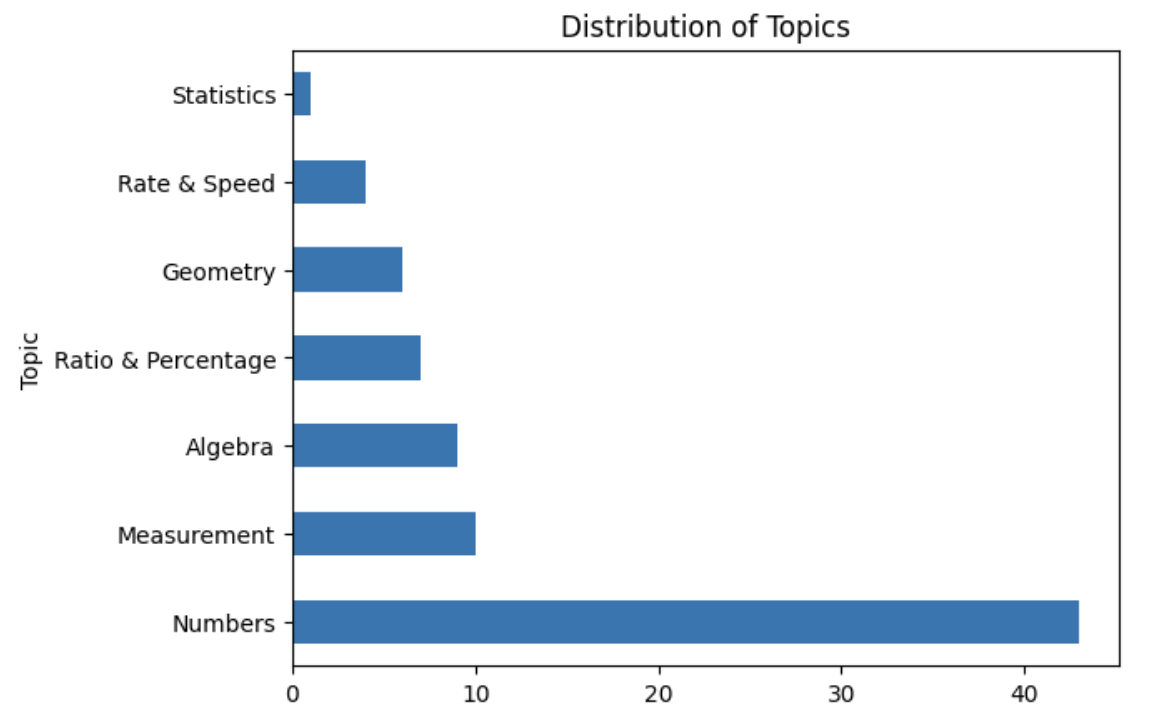 Distribution of Topics
Statistics
Rate & Speed
Geometry
Ratio & Percentage
Algebra
Measurement
Numbers
Topic
0 10 20 30 40